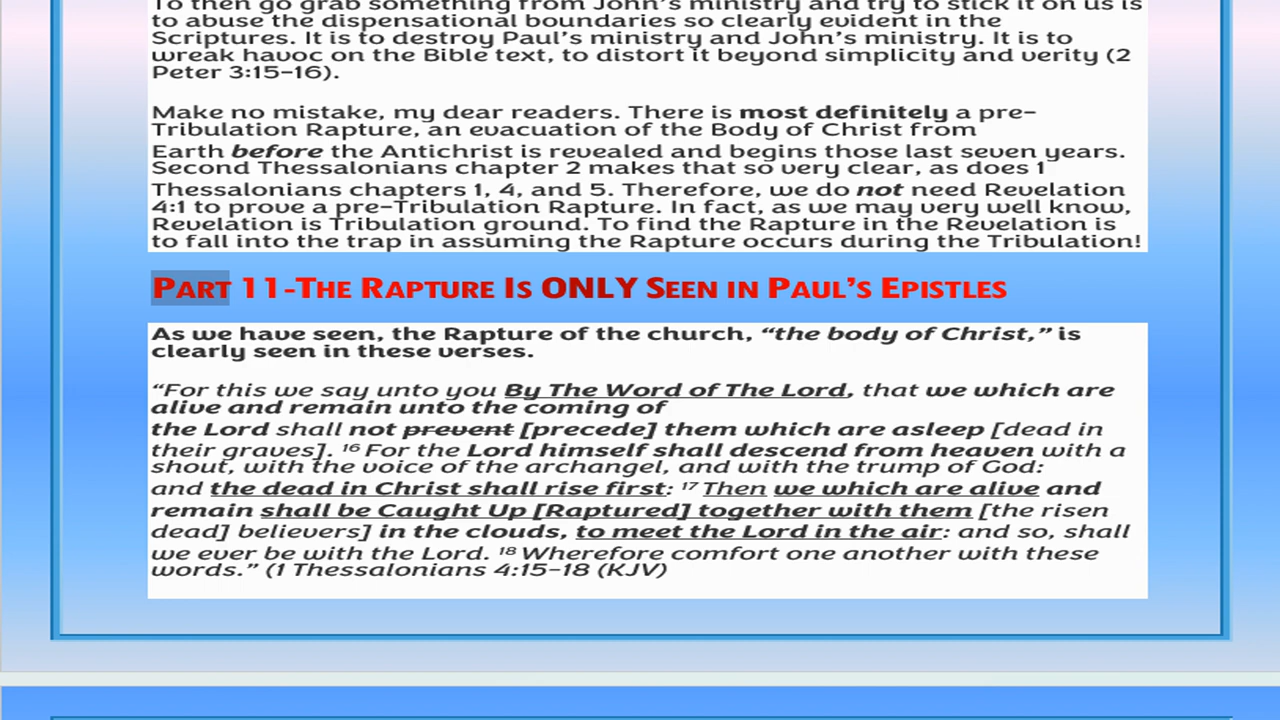 To then go grab something from John's ministry and try to stick it on us is
to abuse the dispensational boundaries so clearly evident in the
Scriptures. It is to destroy Paul's ministry and John's ministry. It is to
wreak havoc on the Bible text, to distort it beyond simplicity and verity (2
Peter 3:15-16).
Make no mistake, my dear readers. There is most definitely a pre-
Tribulation Rapture, an evacuation of the Body of Christ from
Earth before the Antichrist is revealed and begins those last seven years.
Second Thessalonians chapter 2 makes that so very clear, as does 1
Thessalonians chapters 1, 4, and 5. Therefore, we do not need Revelation
4:1 to prove a pre-Tribulation Rapture. In fact, as we may very well know,
Revelation is Tribulation ground. To find the Rapture in the Revelation is
to fall into the trap in assuming the Rapture occurs during the Tribulation!
Part 11-The Rapture Is ONLY Seen in Paul's Epistles
As we have seen, the Rapture of the church, "the body of Christ," is
clearly seen in these verses.
"For this we say unto you By The Word of The Lord, that we which are
alive and remain unto the coming of
the Lord shall not prevent [precede] them which are asleep [dead in
their graves]. 16 For the Lord himself shall descend from heaven with a
shout, with the voice of the archangel, and with the trump of God:
and the dead in Christ shall rise first: 17 Then we which are alive and
remain shall be Caught Up [Raptured] together with them [the risen
dead] believers] in the clouds, to meet the Lord in the air: and so, shall
we ever be with the Lord. 18 Wherefore comfort one another with these
words." (1 Thessalonians 4:15-18 (KJV)